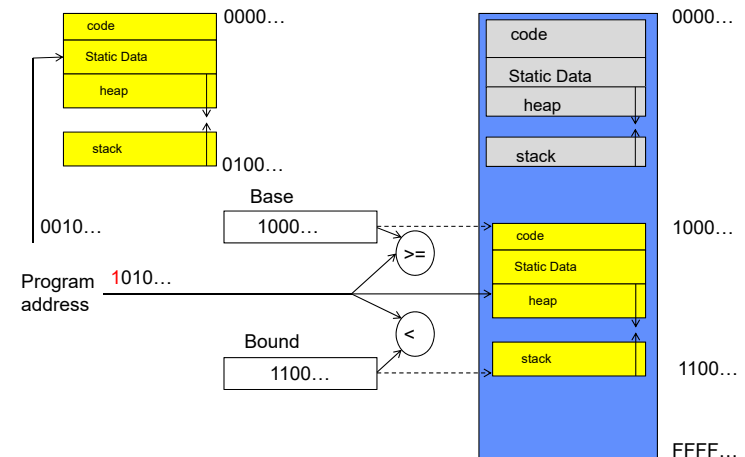 code
Static Data
heap
stack
0000…
0100…
0010…
Base
1000…
>=
Program
address
1010…
<
Bound
1100…
code
Static Data
heap
stack
code
Static Data
heap
stack
0000…
1000…
1100…
FFFF…